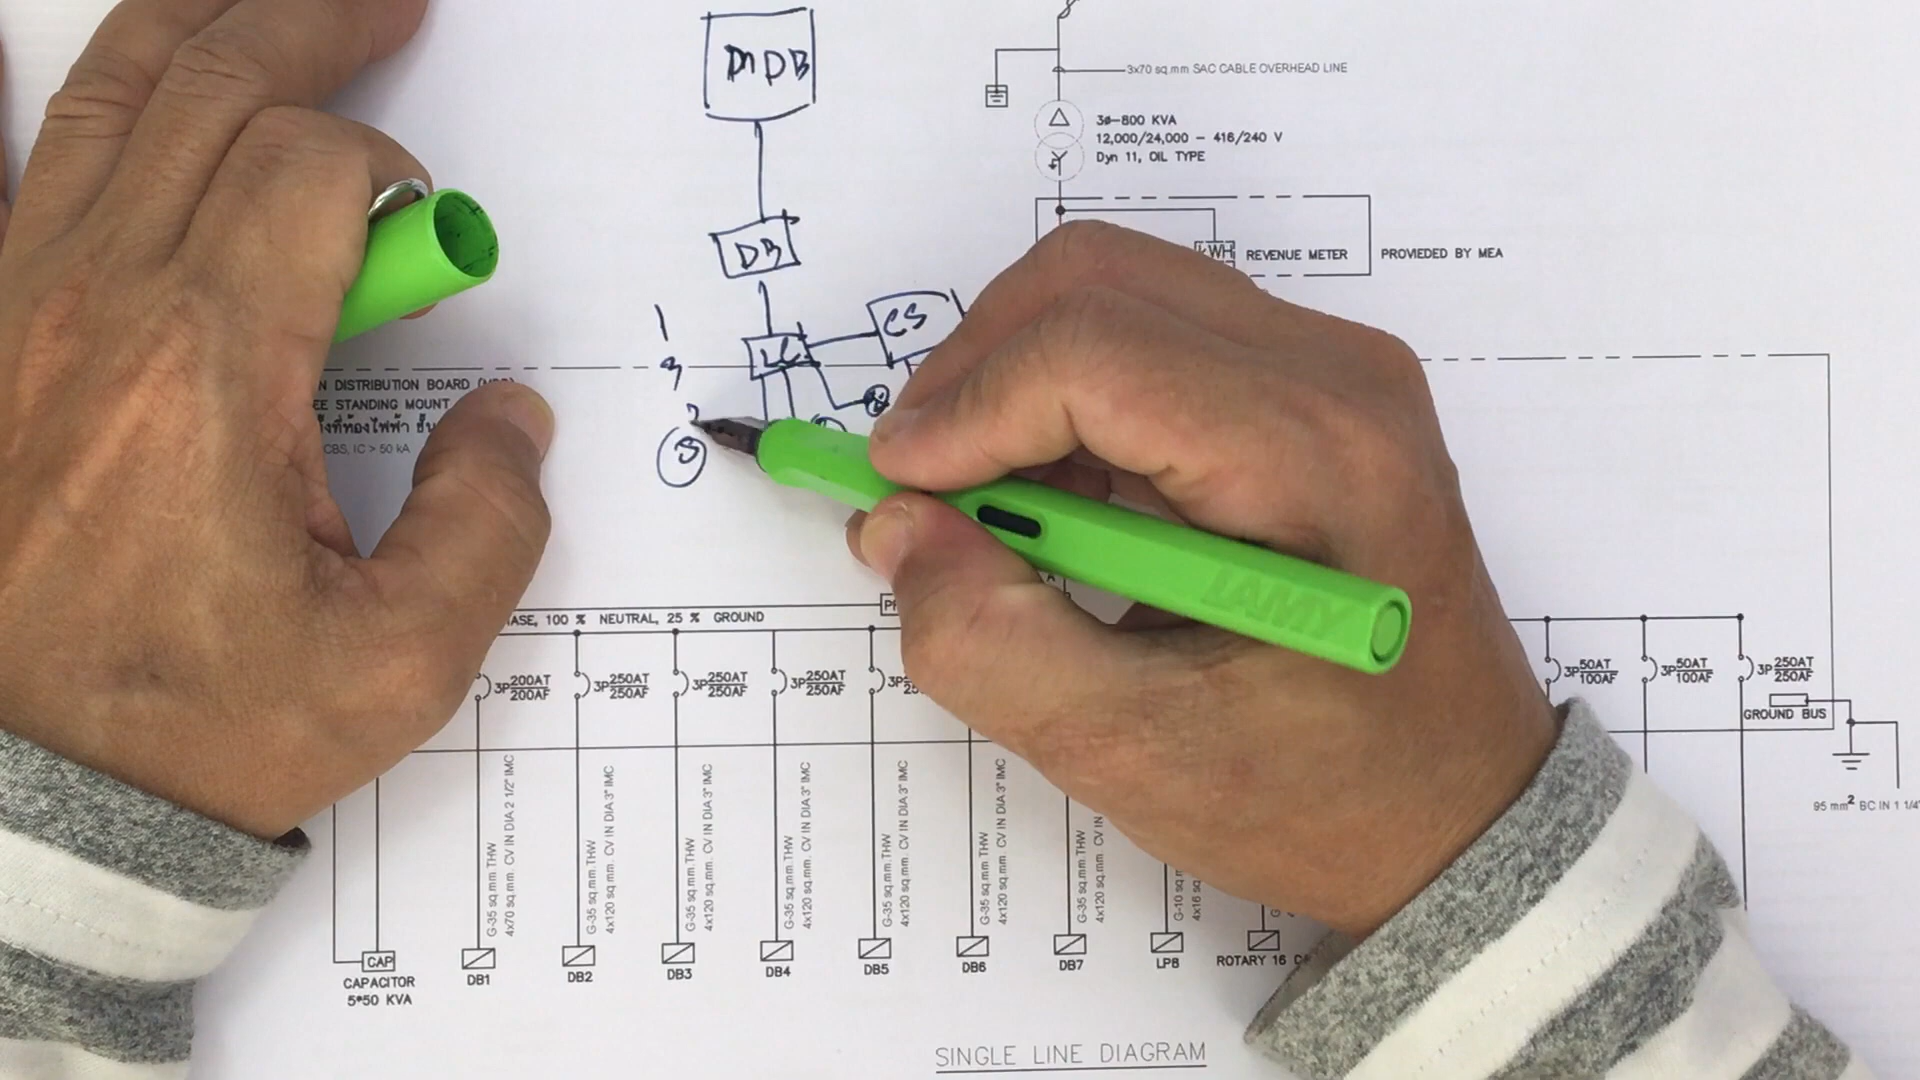 MDB
DB
LC
CS
1
3
3x70 sq.mm SAC CABLE OVERHEAD LINE
3ø-800 KVA
12,000/24,000 - 416/240 V
Dyn 11, OIL TYPE
REVENUE METER
PROVIEDED BY MEA
N DISTRIBUTION BOARD
EE STANDING MOUNT
CBS, IC > 50 kA
HASE, 100 % NEUTRAL, 25 % GROUND
3P 200AT 200AF
3P 250AT 250AF
3P 250AT 250AF
3P 250AT 250AF
3P
3P 50AT 100AF
3P 50AT 100AF
3P 250AT 250AF
GROUND BUS
95 mm² BC IN 1 1/4"
G-35 sq.mm.THW
4x70 sq.mm. CV IN DIA 2 1/2" IMC
G-35 sq.mm.THW
4x120 sq.mm. CV IN DIA 3" IMC
G-35 sq.mm.THW
4x120 sq.mm. CV IN DIA 3" IMC
G-35 sq.mm.THW
4x120 sq.mm. CV IN DIA 3" IMC
G-35 sq.mm.THW
4x120 sq.mm. CV IN DIA 3" IMC
G-35 sq.mm.THW
4x120 sq.mm. CV IN DIA 3" IMC
G-35 sq.mm.THW
4x120 sq.mm. CV IN
G-10 sq.m
4x16 sq
CAP
CAPACITOR
5*50 KVA
DB1
DB2
DB3
DB4
DB5
DB6
DB7
LP8
ROTARY 16
SINGLE LINE DIAGRAM
LAMY